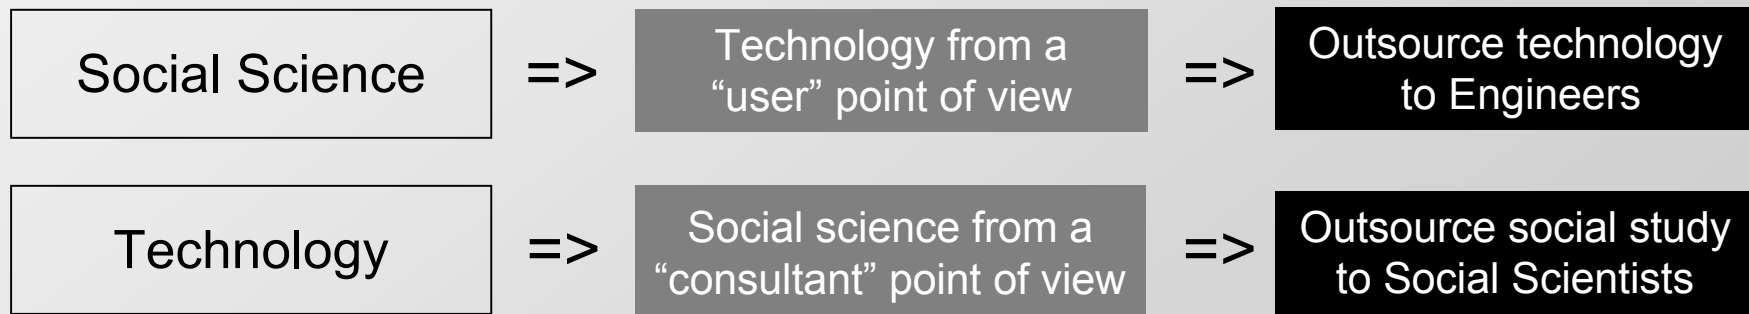 Social Science
=>
Technology from a
“user” point of view
=>
Outsource technology
to Engineers
Technology
=>
Social science from a
“consultant” point of view
=>
Outsource social study
to Social Scientists